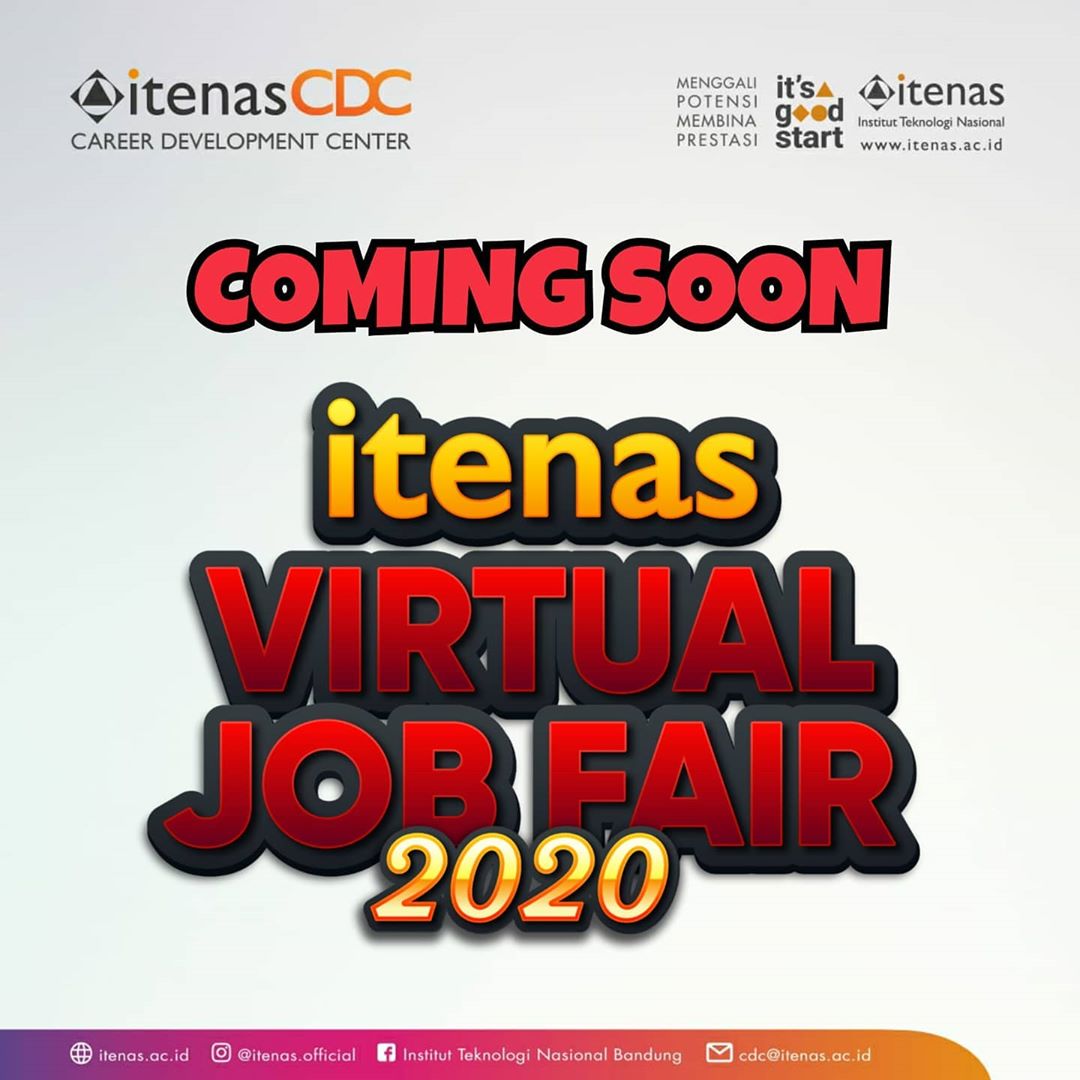 itenas CDC
CAREER DEVELOPMENT CENTER
MENGGALI
POTENSI
MEMBINA
PRESTASI
it's a
good
start
itenas
Institut Teknologi Nasional
www.itenas.ac.id
COMING SOON
itenas
VIRTUAL
JOB FAIR
2020
itenas.ac.id @itenas.official Institut Teknologi Nasional Bandung cdc@itenas.ac.id